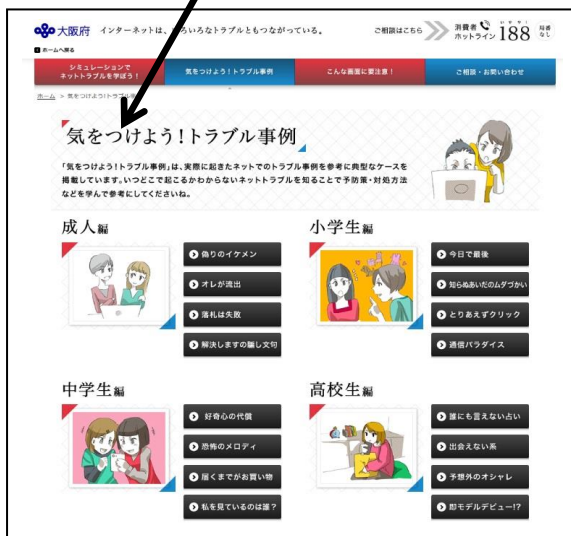 大阪府 インターネットは、ろいろなトラブルともつながっている。 ご相談はこちら 消費者ホットライン イヤヤ! 188 局番なし
ホームへ戻る
シミュレーションでネットトラブルを学ぼう! 気をつけよう!トラブル事例 こんな画面に要注意! ご相談・お問い合わせ
ホーム > 気をつけよう!トラブル事例
気をつけよう!トラブル事例
「気をつけよう!トラブル事例」は、実際に起きたネットでのトラブル事例を参考に典型なケースを
掲載しています。いつどこで起こるかわからないネットトラブルを知ることで予防策・対処方法
などを学んで参考にしてくださいね。
成人編
偽りのイケメン
オレが流出
落札は失敗
解決しますの騙し文句
小学生編
今日で最後
知らぬあいだのムダづかい
とりあえずクリック
通信パラダイス
中学生編
好奇心の代償
恐怖のメロディ
届くまでがお買い物
私を見ているのは誰?
高校生編
誰にも言えない占い
出会えない系
予想外のオシャレ
即モデルデビュー!?